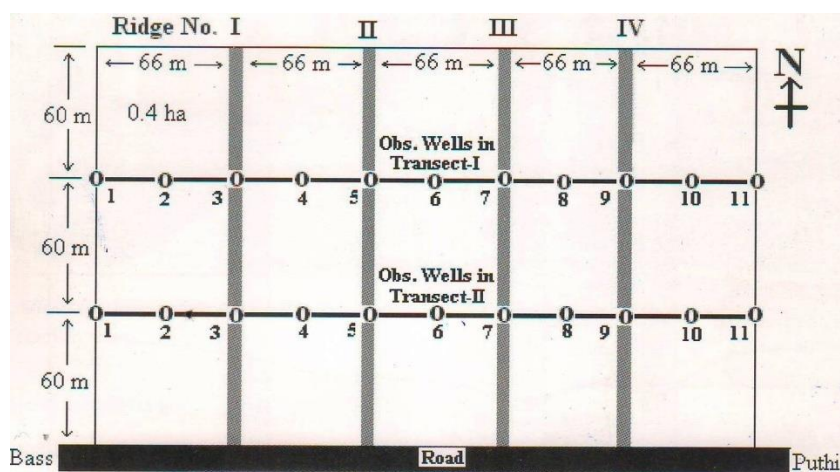 Ridge No. I II III IV
66 m 66 m 66 m 66 m 66 m
N
60 m
0.4 ha
Obs. Wells in
Transect-I
O O O O O O O O O O O
1 2 3 4 5 6 7 8 9 10 11
60 m
Obs. Wells in
Transect-II
O O O O O O O O O O O
1 2 3 4 5 6 7 8 9 10 11
60 m
Bass Road Puthi